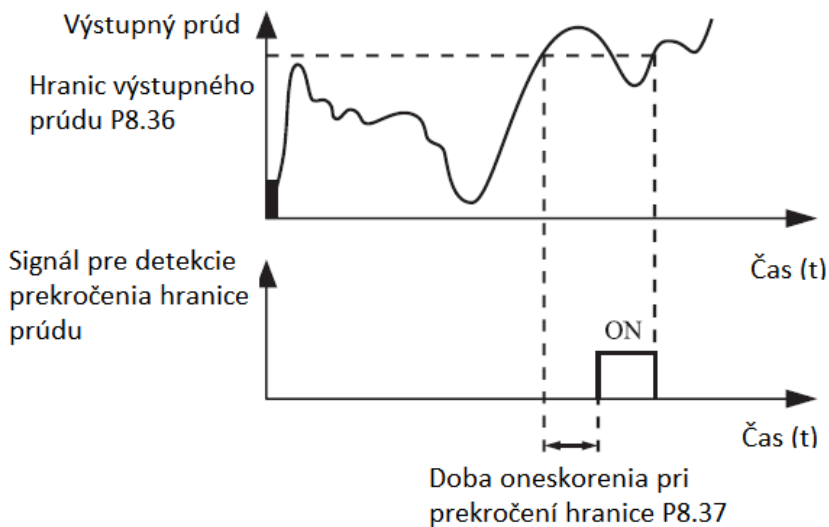 Výstupný prúd
Hranic výstupného
prúdu P8.36
Čas (t)
Signál pre detekcie
prekročenia hranice
prúdu
ON
Čas (t)
Doba oneskorenia pri
prekročení hranice P8.37